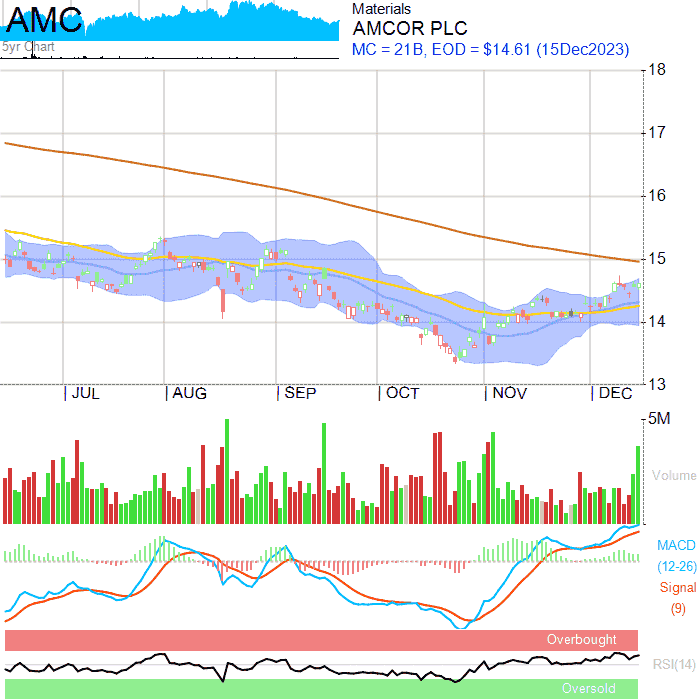 AMC
5yr Chart
Materials
AMCOR PLC
MC = 21B, EOD = $14.61 (15Dec2023)
18
17
16
15
14
13
JUL AUG SEP OCT NOV DEC
5M
Volume
MACD
(12-26)
Signal
(9)
Overbought
RSI(14)
Oversold